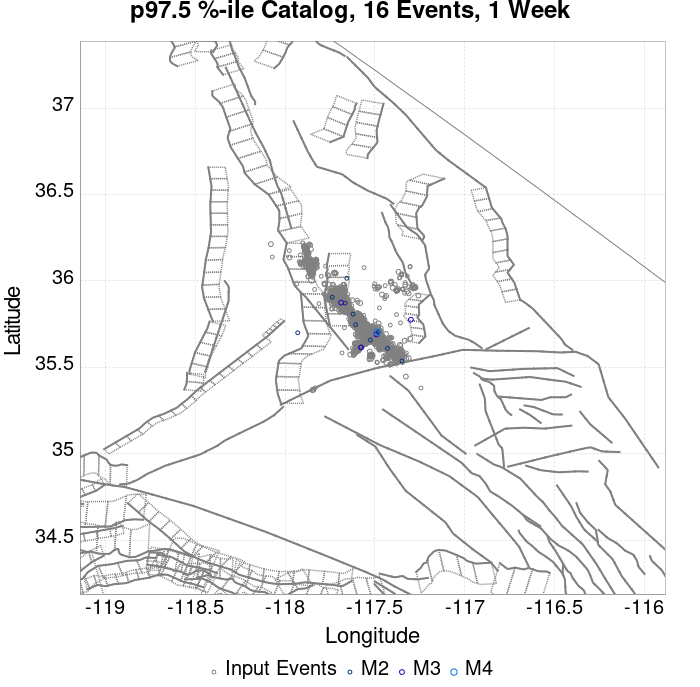 p97.5 %-ile Catalog, 16 Events, 1 Week
37
36.5
36
35.5
35
34.5
Latitude
-119 -118.5 -118 -117.5 -117 -116.5 -116
Longitude
Input Events M2 M3 M4